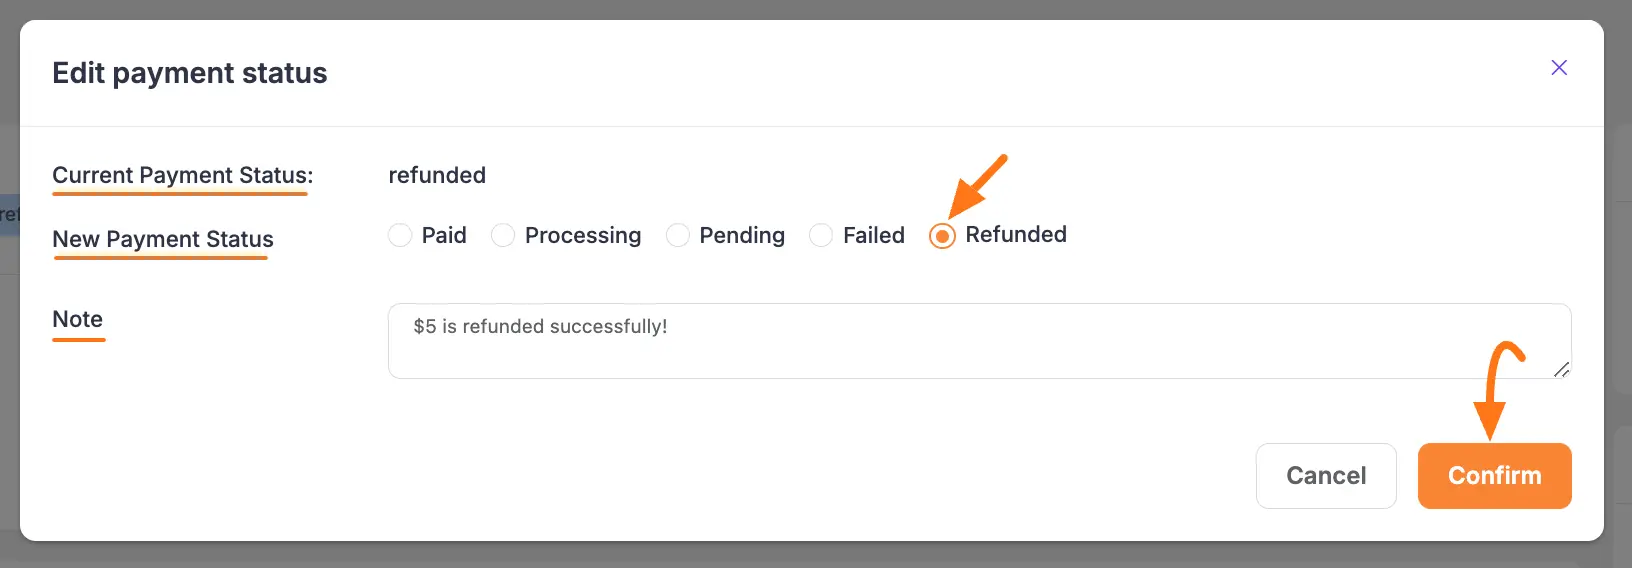 Edit payment status
Current Payment Status: refunded
New Payment Status Paid Processing Pending Failed Refunded
Note $5 is refunded successfully!
Cancel Confirm